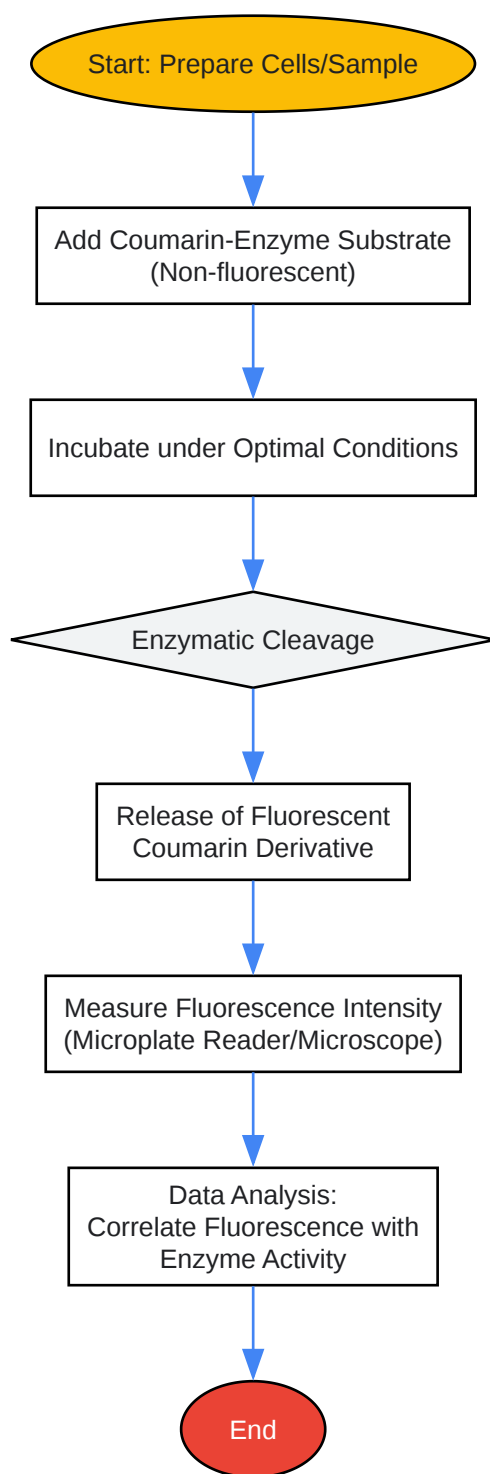 Start: Prepare Cells/Sample
Add Coumarin-Enzyme Substrate
(Non-fluorescent)
Incubate under Optimal Conditions
Enzymatic Cleavage
Release of Fluorescent
Coumarin Derivative
Measure Fluorescence Intensity
(Microplate Reader/Microscope)
Data Analysis:
Correlate Fluorescence with
Enzyme Activity
End